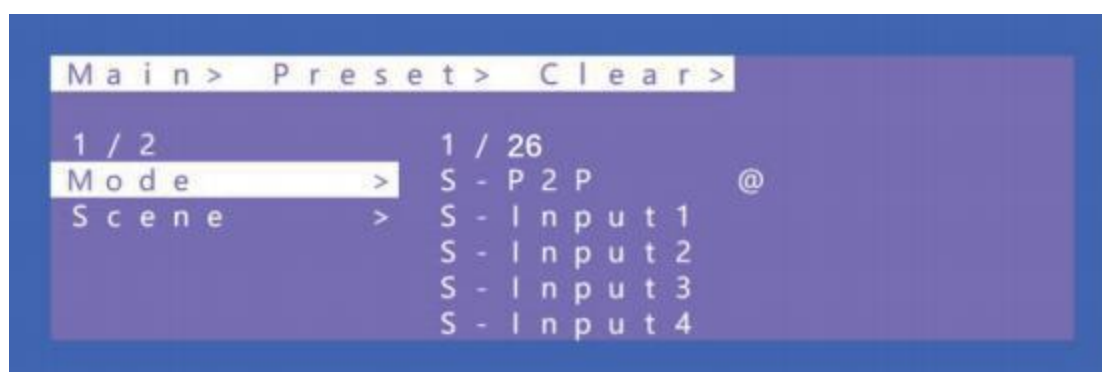 Main> Preset> Clear>
1/2 1/26
Mode > S-P2P @
Scene > S-Input1
S-Input2
S-Input3
S-Input4